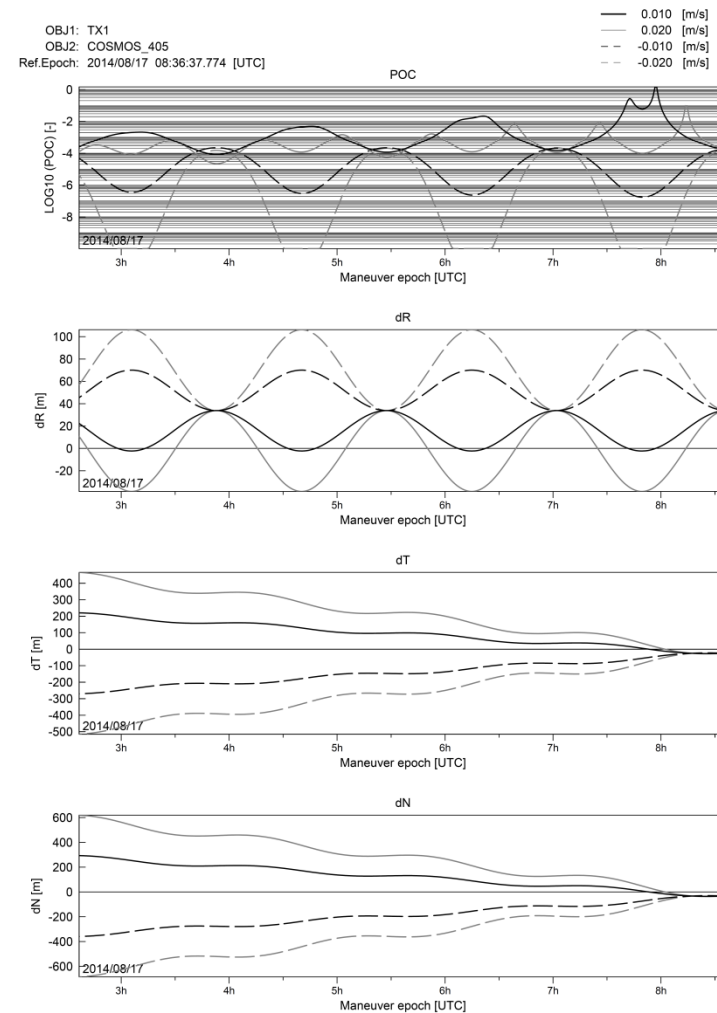 OBJ1: TX1
OBJ2: COSMOS_405
Ref.Epoch: 2014/08/17 08:36:37.774 [UTC]
0.010 [m/s]
0.020 [m/s]
-0.010 [m/s]
-0.020 [m/s]
POC
LOG10 (POC) [-]
0
-2
-4
-6
-8
2014/08/17
3h 4h 5h 6h 7h 8h
Maneuver epoch [UTC]
dR
dR [m]
100
80
60
40
20
0
-20
2014/08/17
3h 4h 5h 6h 7h 8h
Maneuver epoch [UTC]
dT
dT [m]
400
300
200
100
0
-100
-200
-300
-400
-500
2014/08/17
3h 4h 5h 6h 7h 8h
Maneuver epoch [UTC]
dN
dN [m]
600
400
200
0
-200
-400
-600
2014/08/17
3h 4h 5h 6h 7h 8h
Maneuver epoch [UTC]